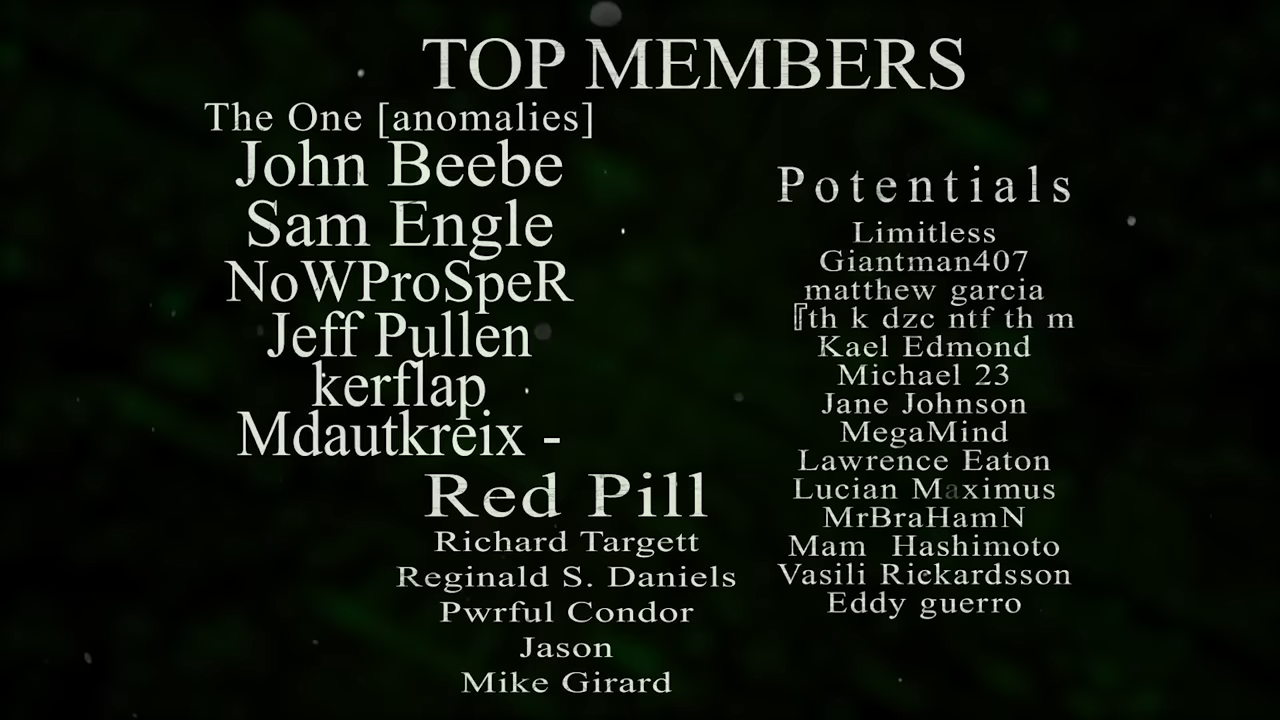 TOP MEMBERS
The One [anomalies]
John Beebe
Sam Engle
NoWProSpeR
Jeff Pullen
kerflap
Mdautkreix -
Red Pill
Richard Targett
Reginald S. Daniels
Pwrful Condor
Jason
Mike Girard
Potentials
Limitless
Giantman407
matthew garcia
『th k dzc ntf th m
Kael Edmond
Michael 23
Jane Johnson
MegaMind
Lawrence Eaton
Lucian Maximus
MrBraHamN
Mam Hashimoto
Vasili Rickardsson
Eddy guerro